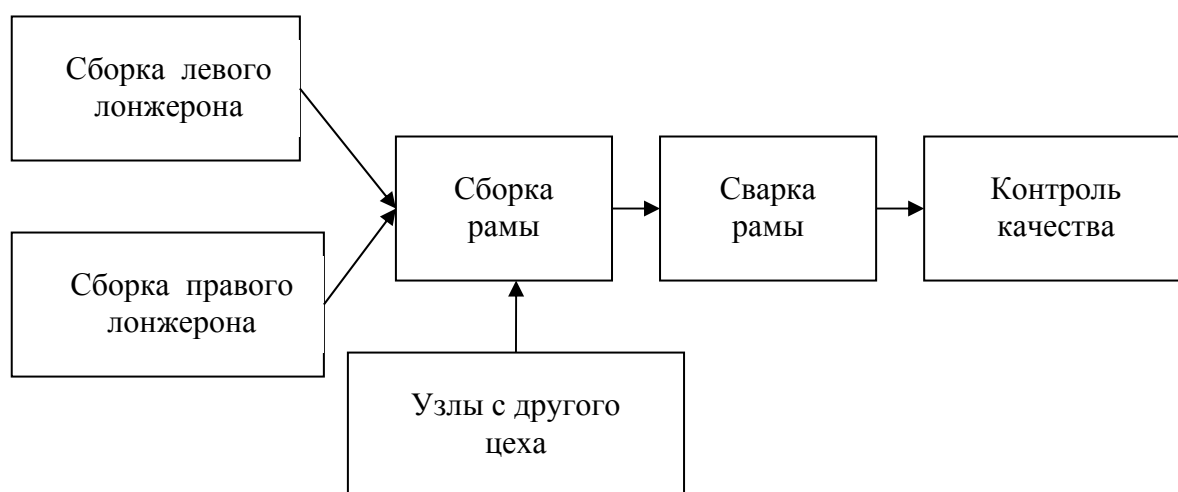 Сборка левого
лонжерона
Сборка правого
лонжерона
Сборка
рамы
Сварка
рамы
Контроль
качества
Узлы с другого
цеха